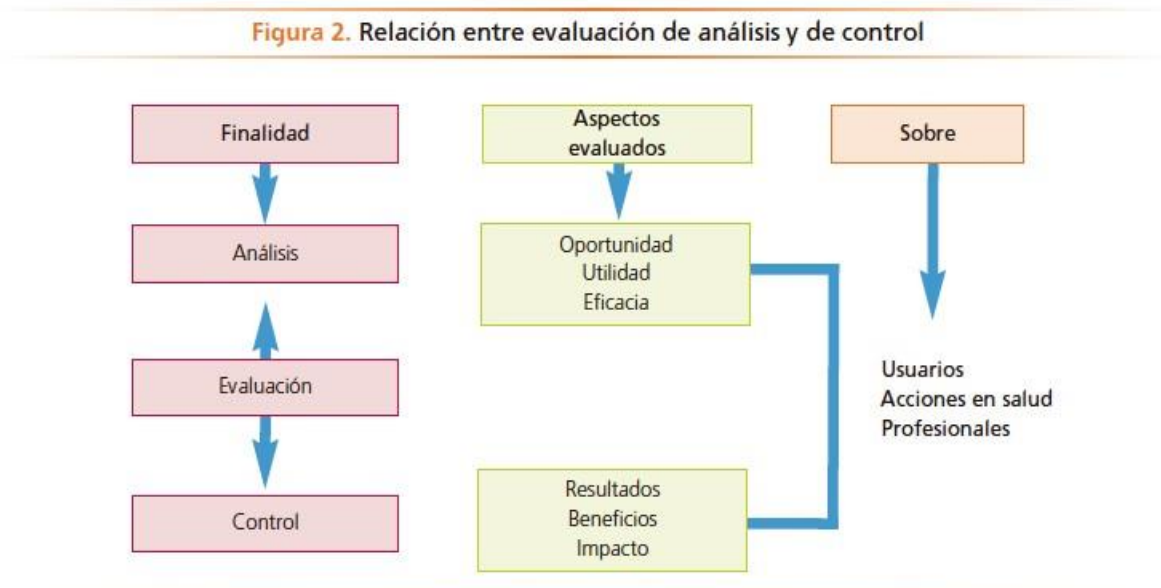 Figura 2. Relación entre evaluación de análisis y de control
Finalidad
Análisis
Evaluación
Control
Aspectos
evaluados
Oportunidad
Utilidad
Eficacia
Resultados
Beneficios
Impacto
Sobre
Usuarios
Acciones en salud
Profesionales